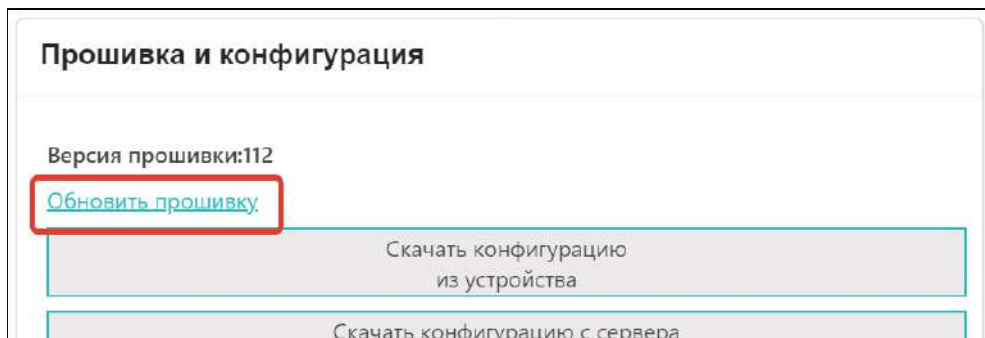 Прошивка и конфигурация
Версия прошивки:112
Обновить прошивку
Скачать конфигурацию
из устройства
Скачать конфигурацию с сервера